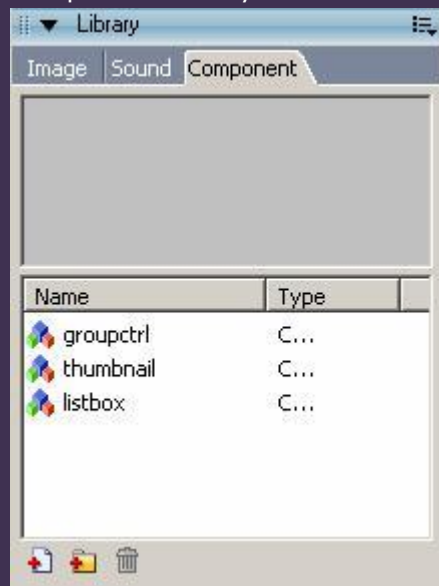 Library
Image Sound Component
Name Type
groupctrl C...
thumbnail C...
listbox C...